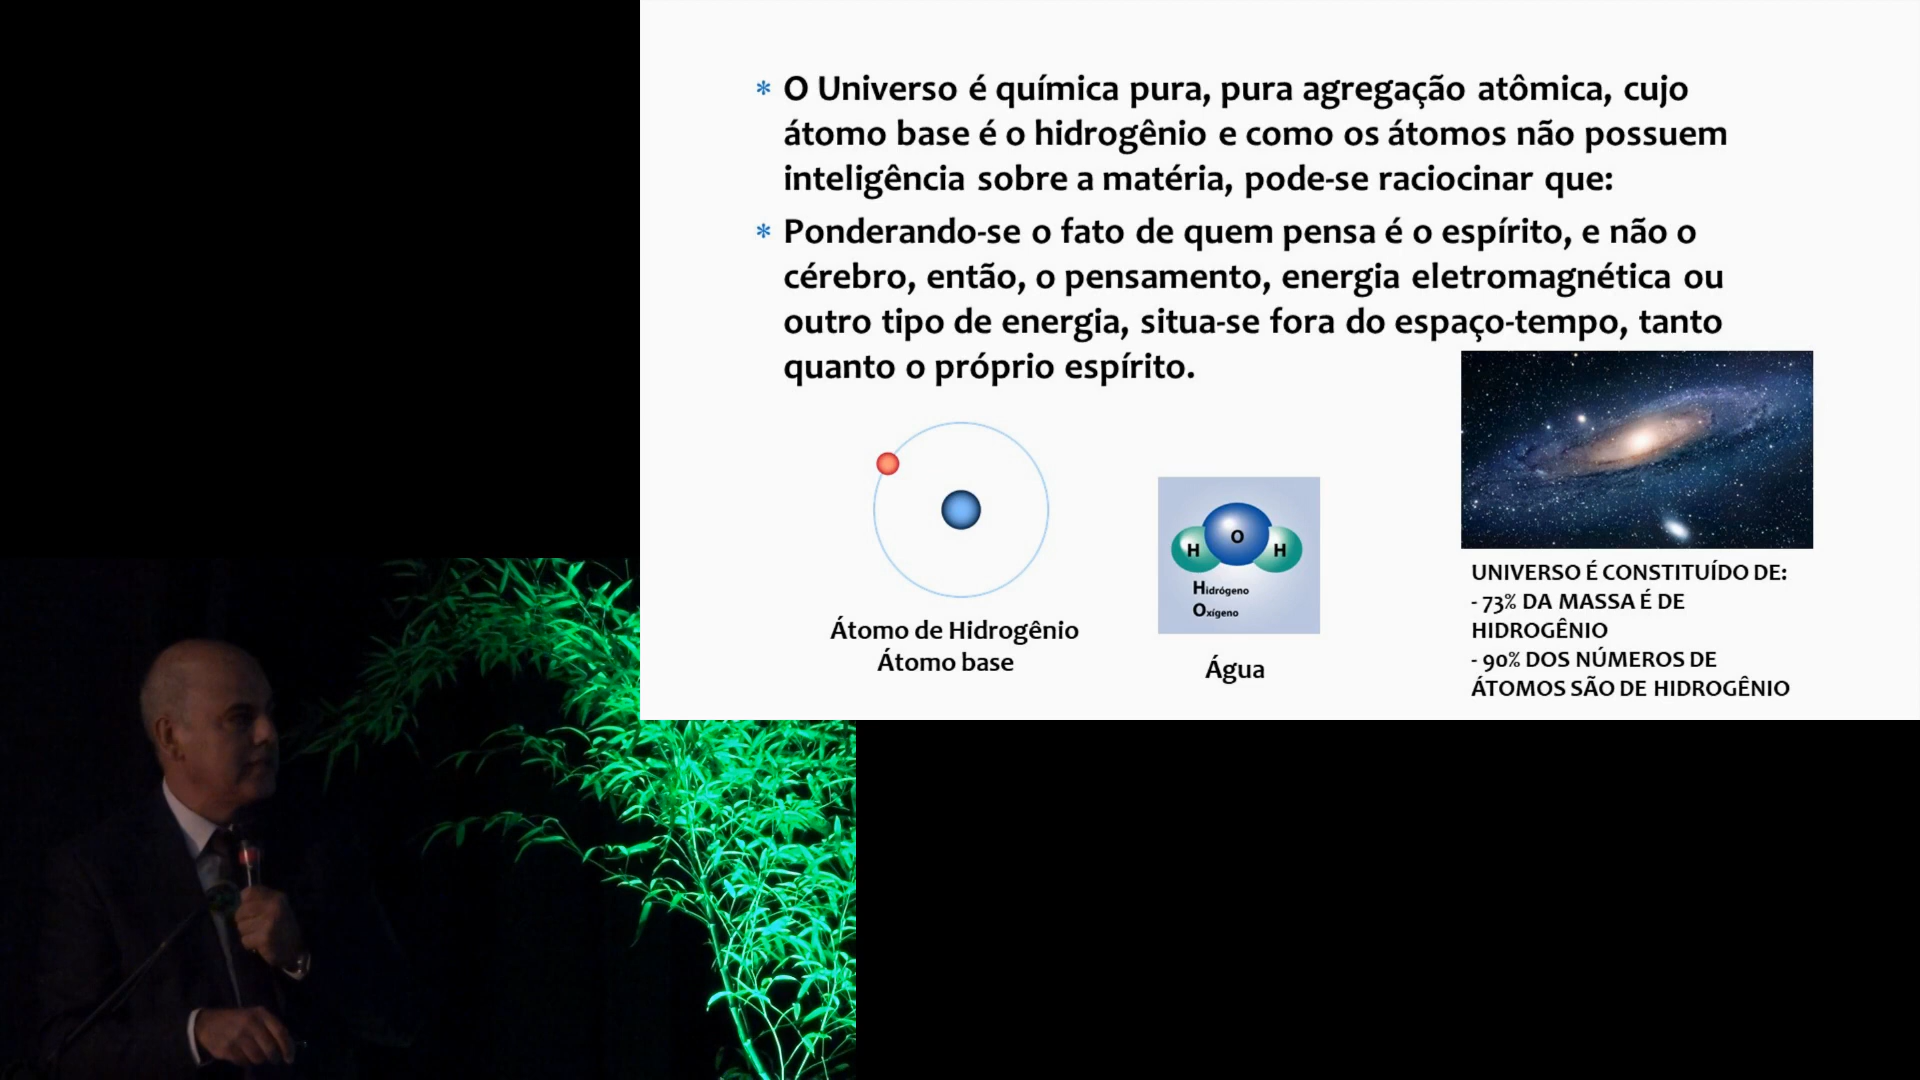 * O Universo é química pura, pura agregação atômica, cujo
átomo base é o hidrogênio e como os átomos não possuem
inteligência sobre a matéria, pode-se raciocinar que:
* Ponderando-se o fato de quem pensa é o espírito, e não o
cérebro, então, o pensamento, energia eletromagnética ou
outro tipo de energia, situa-se fora do espaço-tempo, tanto
quanto o próprio espírito.
Átomo de Hidrogênio
Átomo base
H O H
Hidrógeno
Oxígeno
Água
UNIVERSO É CONSTITUÍDO DE:
- 73% DA MASSA É DE
HIDROGÊNIO
- 90% DOS NÚMEROS DE
ÁTOMOS SÃO DE HIDROGÊNIO